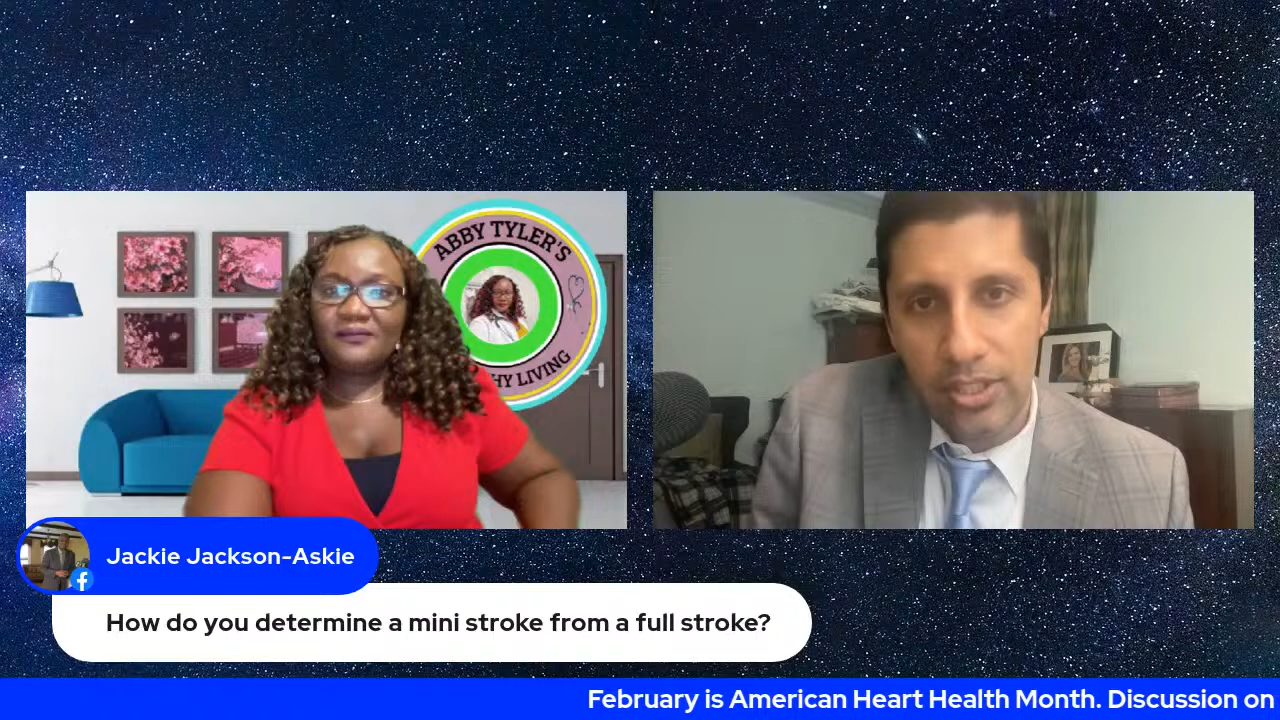 ABBY TYLER'S
HY LIVING
Jackie Jackson-Askie
How do you determine a mini stroke from a full stroke?
February is American Heart Health Month. Discussion on